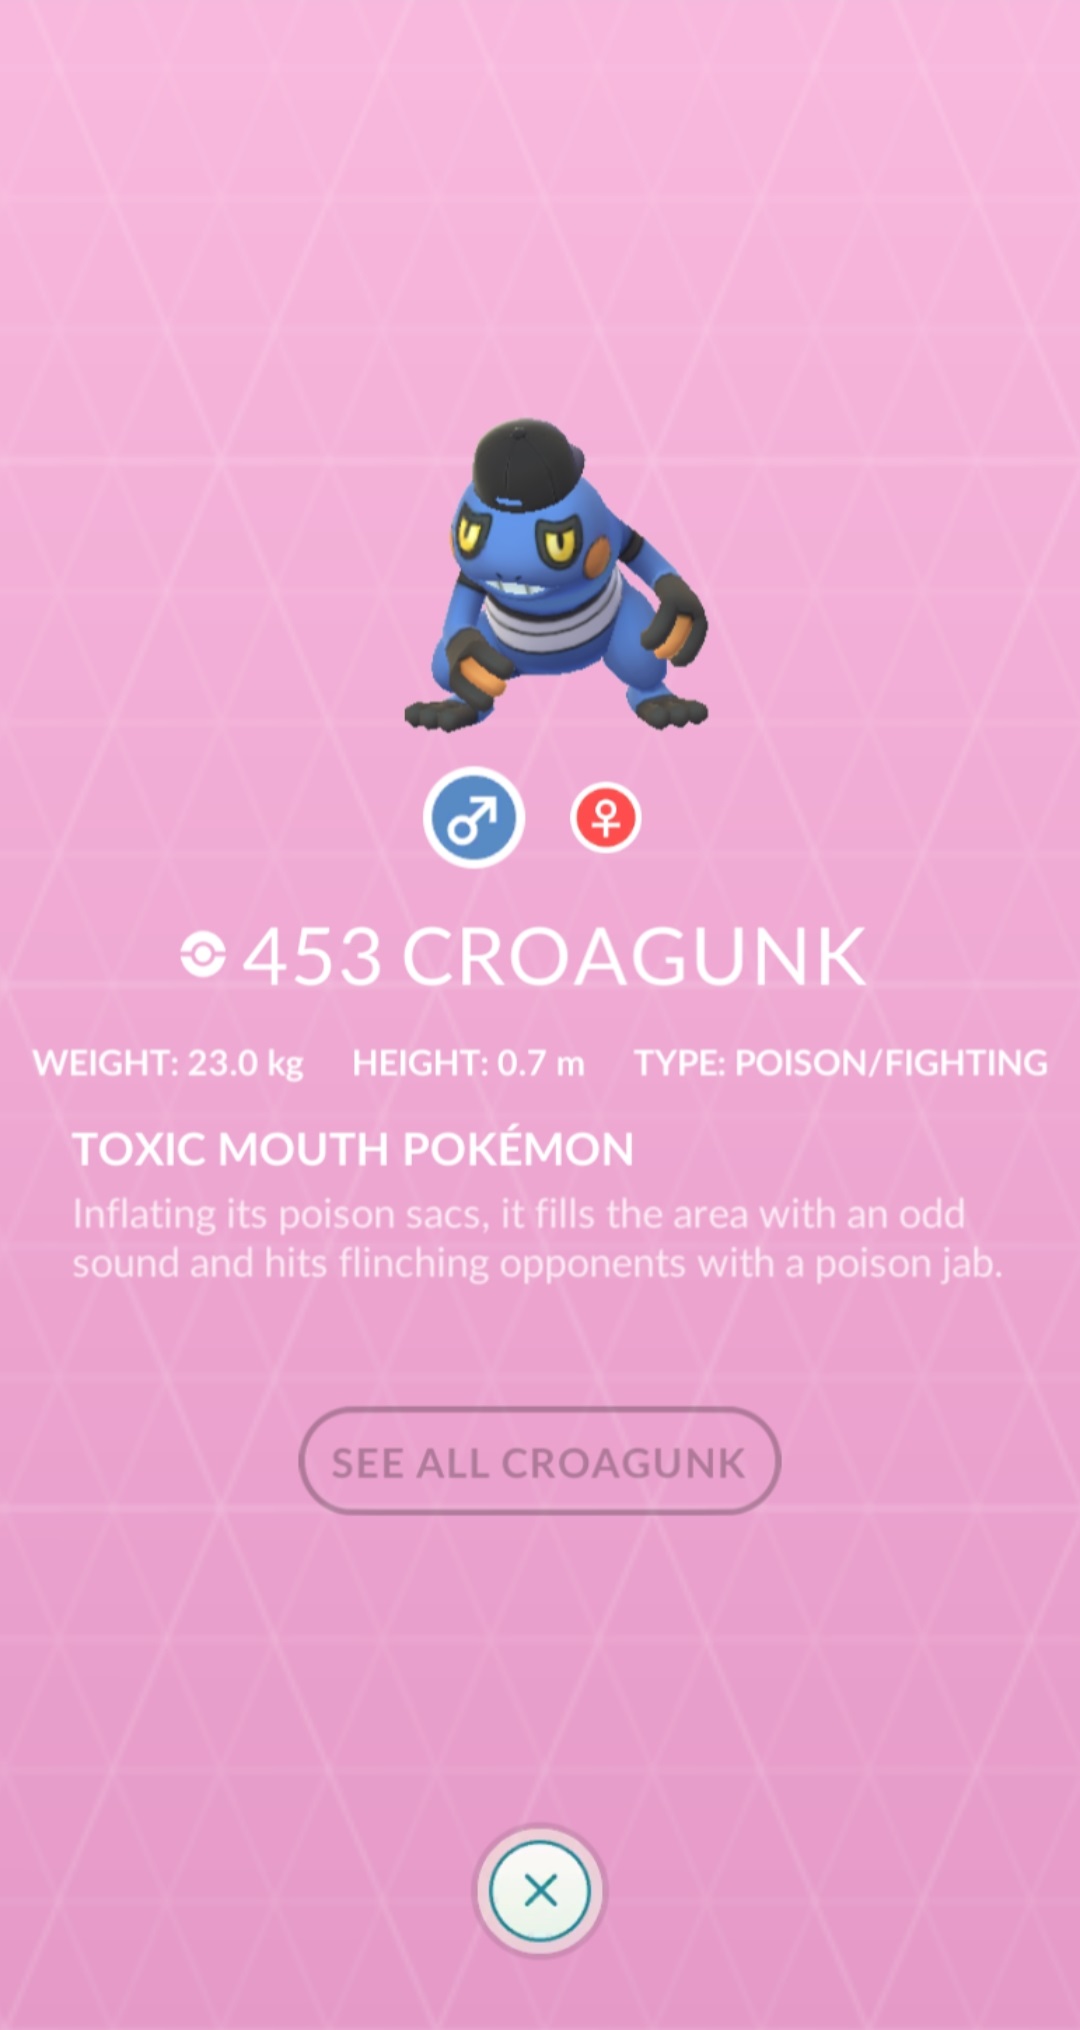 453 CROAGUNK
WEIGHT: 23.0 kg HEIGHT: 0.7 m TYPE: POISON/FIGHTING
TOXIC MOUTH POKÉMON
Inflating its poison sacs, it fills the area with an odd
sound and hits flinching opponents with a poison jab.
SEE ALL CROAGUNK